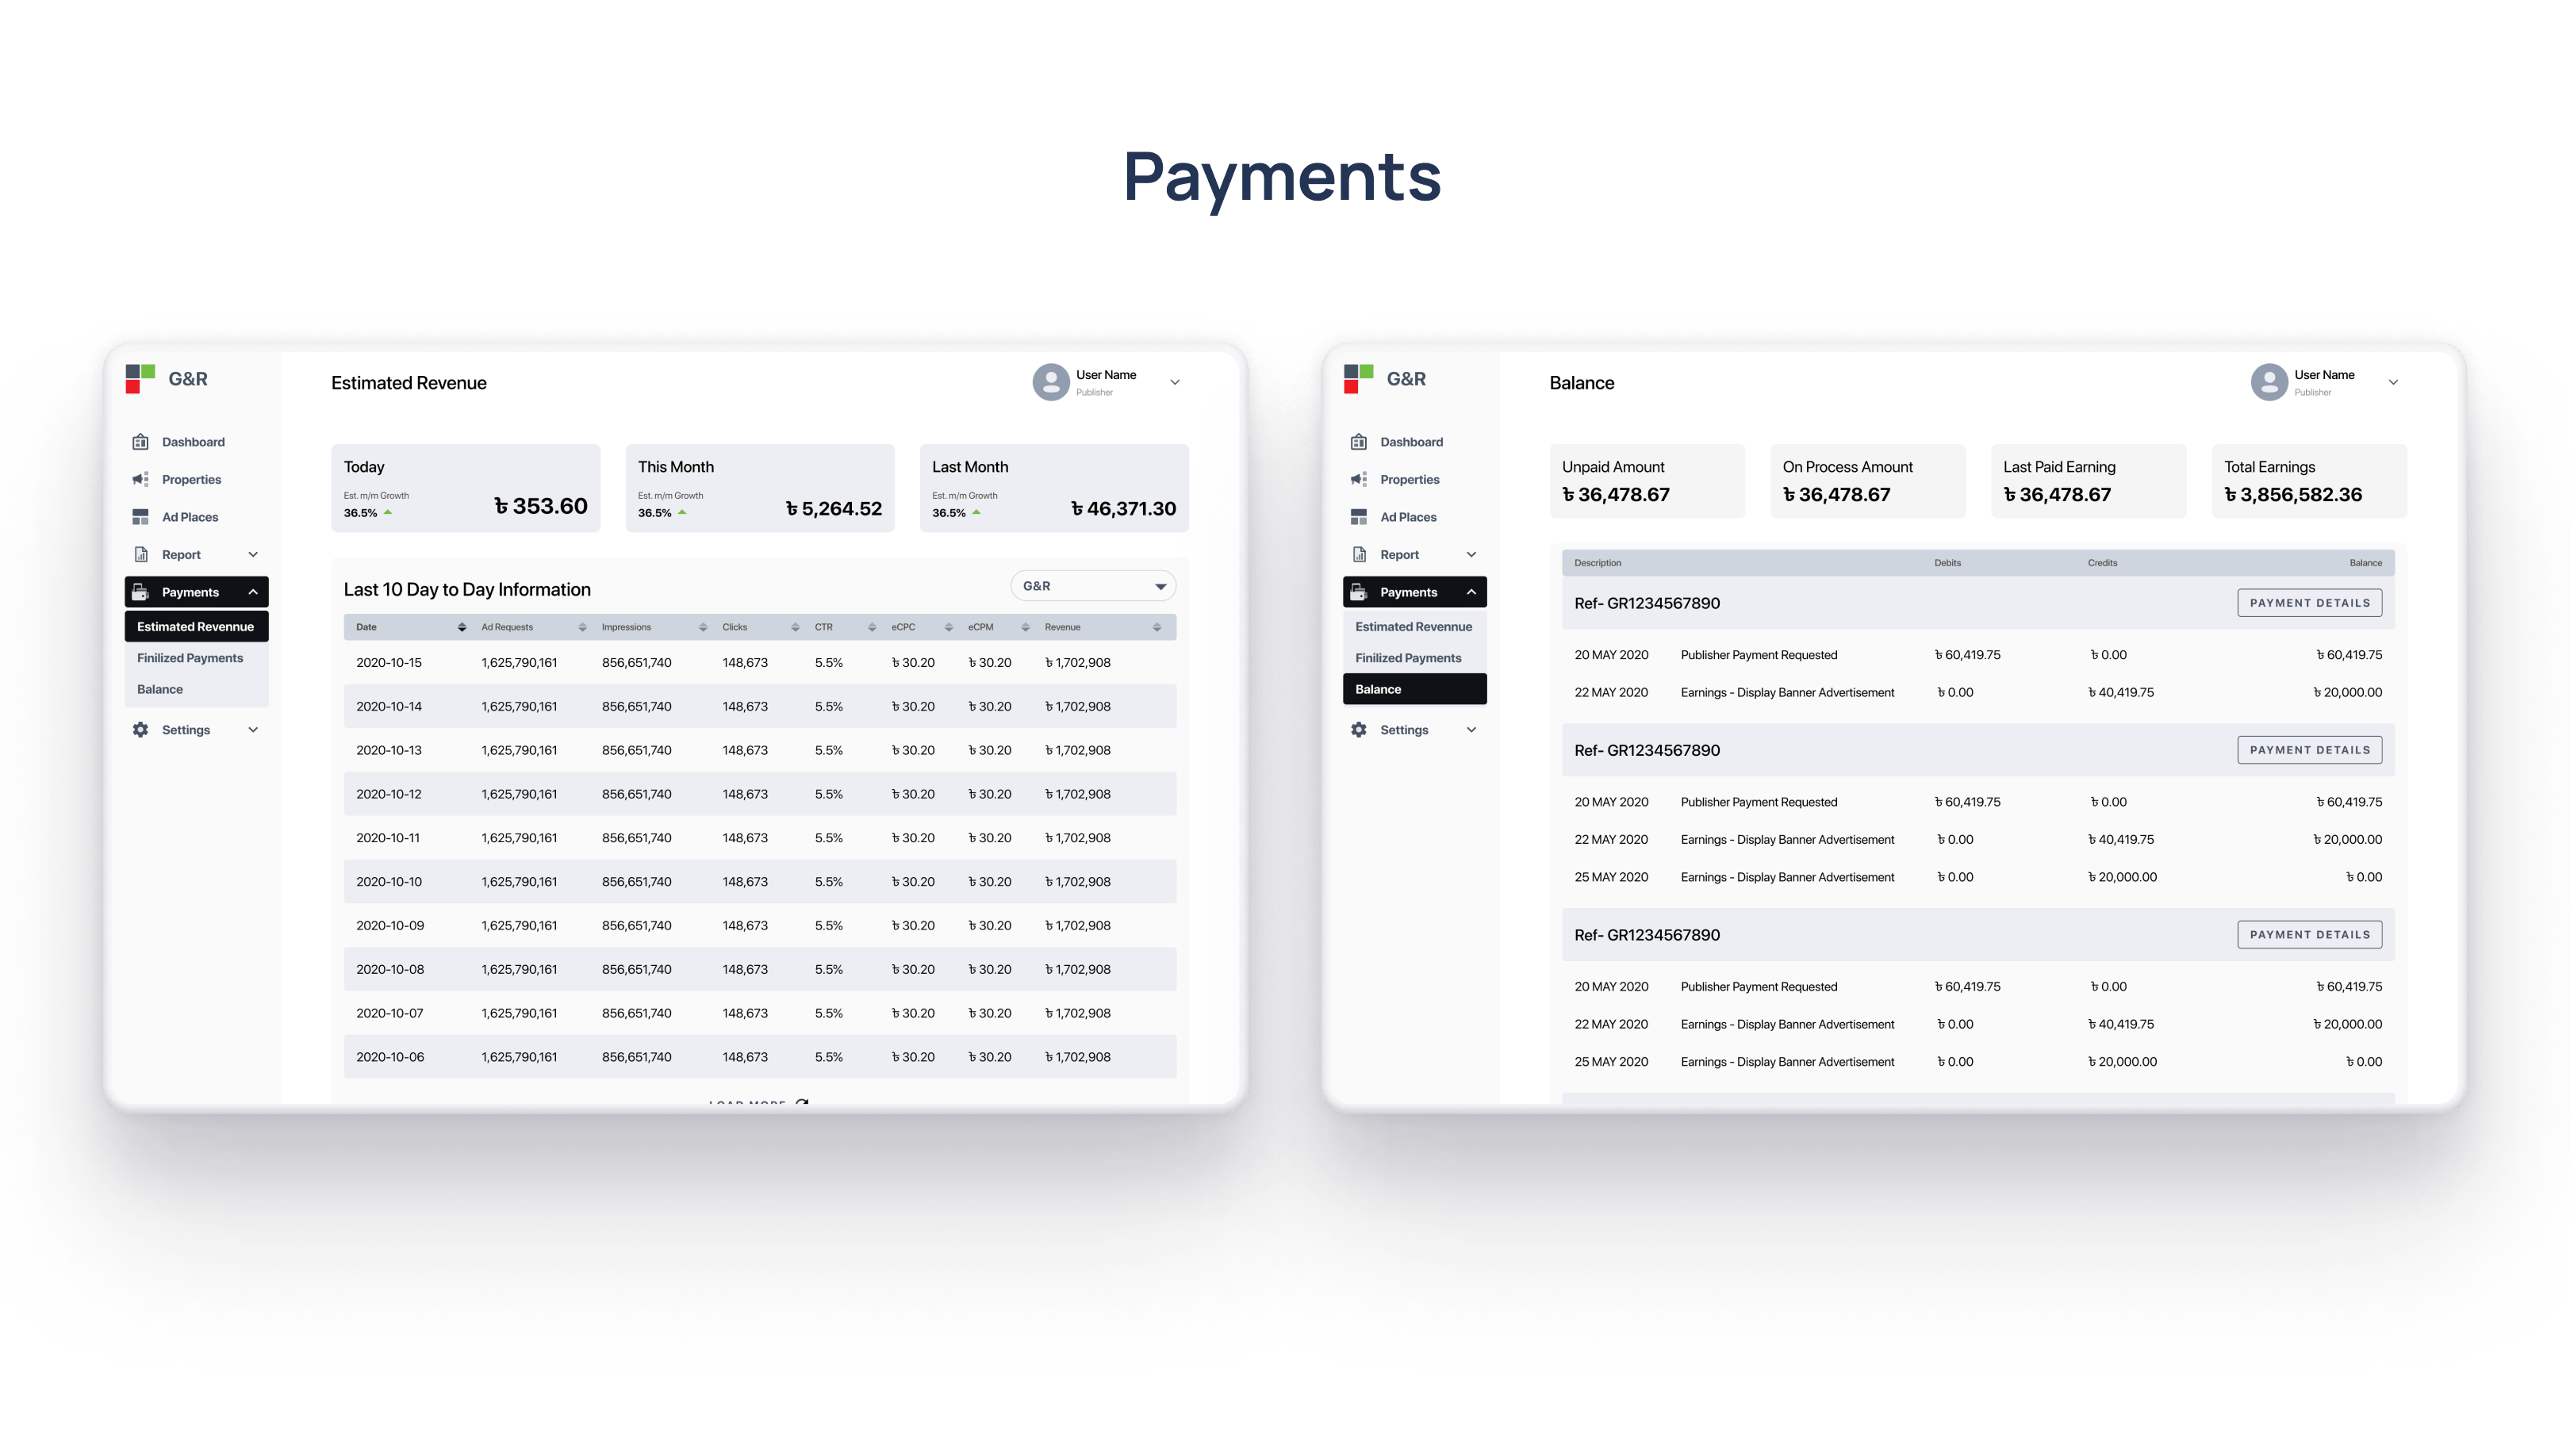 Payments
G&R
Estimated Revenue
User Name
Publisher
Dashboard
Properties
Ad Places
Report
Payments
Estimated Revennue
Finilized Payments
Balance
Settings
Today
Est. m/m Growth
36.5%
৳ 353.60
This Month
Est. m/m Growth
36.5%
৳ 5,264.52
Last Month
Est. m/m Growth
36.5%
৳ 46,371.30
Last 10 Day to Day Information
G&R
Date Ad Requests Impressions Clicks CTR eCPC eCPM Revenue
2020-10-15 1,625,790,161 856,651,740 148,673 5.5% ৳ 30.20 ৳ 30.20 ৳ 1,702,908
2020-10-14 1,625,790,161 856,651,740 148,673 5.5% ৳ 30.20 ৳ 30.20 ৳ 1,702,908
2020-10-13 1,625,790,161 856,651,740 148,673 5.5% ৳ 30.20 ৳ 30.20 ৳ 1,702,908
2020-10-12 1,625,790,161 856,651,740 148,673 5.5% ৳ 30.20 ৳ 30.20 ৳ 1,702,908
2020-10-11 1,625,790,161 856,651,740 148,673 5.5% ৳ 30.20 ৳ 30.20 ৳ 1,702,908
2020-10-10 1,625,790,161 856,651,740 148,673 5.5% ৳ 30.20 ৳ 30.20 ৳ 1,702,908
2020-10-09 1,625,790,161 856,651,740 148,673 5.5% ৳ 30.20 ৳ 30.20 ৳ 1,702,908
2020-10-08 1,625,790,161 856,651,740 148,673 5.5% ৳ 30.20 ৳ 30.20 ৳ 1,702,908
2020-10-07 1,625,790,161 856,651,740 148,673 5.5% ৳ 30.20 ৳ 30.20 ৳ 1,702,908
2020-10-06 1,625,790,161 856,651,740 148,673 5.5% ৳ 30.20 ৳ 30.20 ৳ 1,702,908
LOAD MORE
G&R
Balance
User Name
Publisher
Dashboard
Properties
Ad Places
Report
Payments
Estimated Revennue
Finilized Payments
Balance
Settings
Unpaid Amount
৳ 36,478.67
On Process Amount
৳ 36,478.67
Last Paid Earning
৳ 36,478.67
Total Earnings
৳ 3,856,582.36
Description Debits Credits Balance
Ref- GR1234567890 PAYMENT DETAILS
20 MAY 2020 Publisher Payment Requested ৳ 60,419.75 ৳ 0.00 ৳ 60,419.75
22 MAY 2020 Earnings - Display Banner Advertisement ৳ 0.00 ৳ 40,419.75 ৳ 20,000.00
Ref- GR1234567890 PAYMENT DETAILS
20 MAY 2020 Publisher Payment Requested ৳ 60,419.75 ৳ 0.00 ৳ 60,419.75
22 MAY 2020 Earnings - Display Banner Advertisement ৳ 0.00 ৳ 40,419.75 ৳ 20,000.00
25 MAY 2020 Earnings - Display Banner Advertisement ৳ 0.00 ৳ 20,000.00 ৳ 0.00
Ref- GR1234567890 PAYMENT DETAILS
20 MAY 2020 Publisher Payment Requested ৳ 60,419.75 ৳ 0.00 ৳ 60,419.75
22 MAY 2020 Earnings - Display Banner Advertisement ৳ 0.00 ৳ 40,419.75 ৳ 20,000.00
25 MAY 2020 Earnings - Display Banner Advertisement ৳ 0.00 ৳ 20,000.00 ৳ 0.00